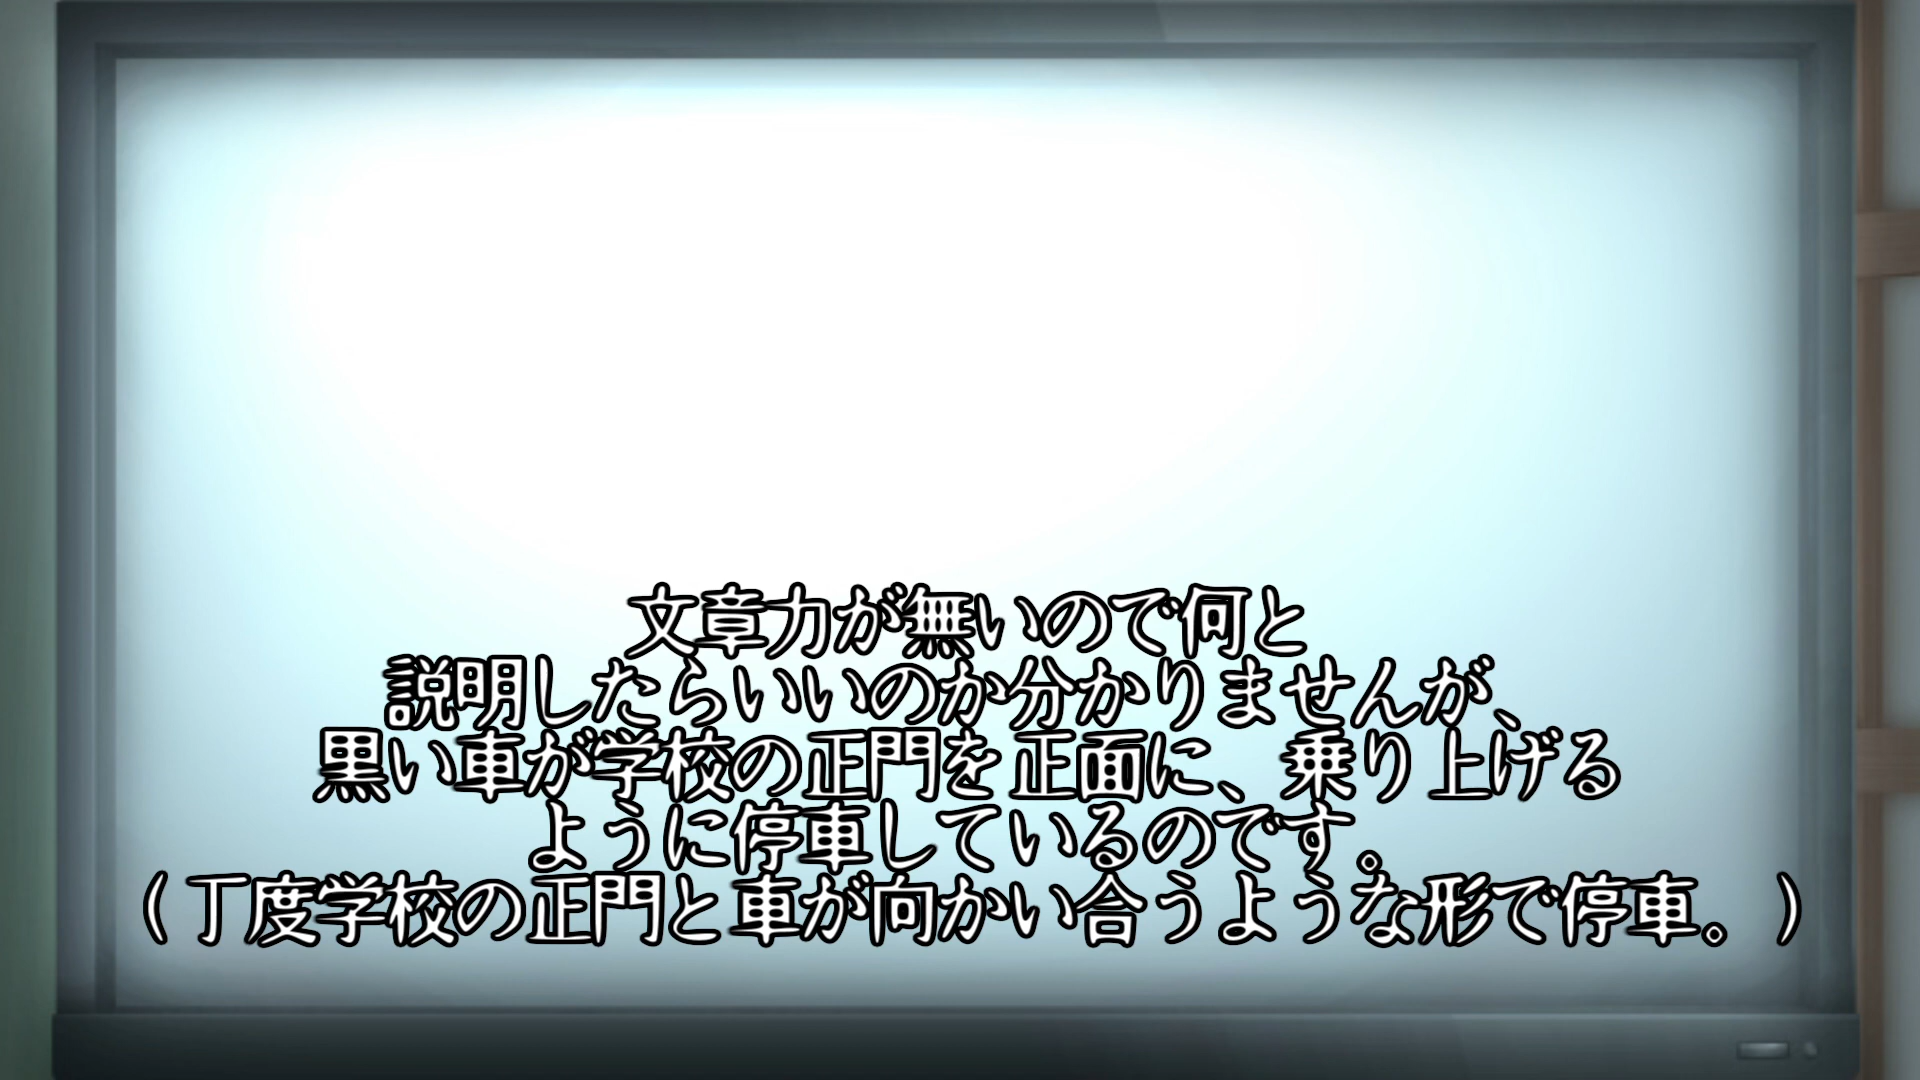 文章力が無いので何と
説明したらいいのか分かりませんが、
黒い車が学校の正門を正面に、乗り上げる
ように停車しているのです。
（丁度学校の正門と車が向かい合うような形で停車。）